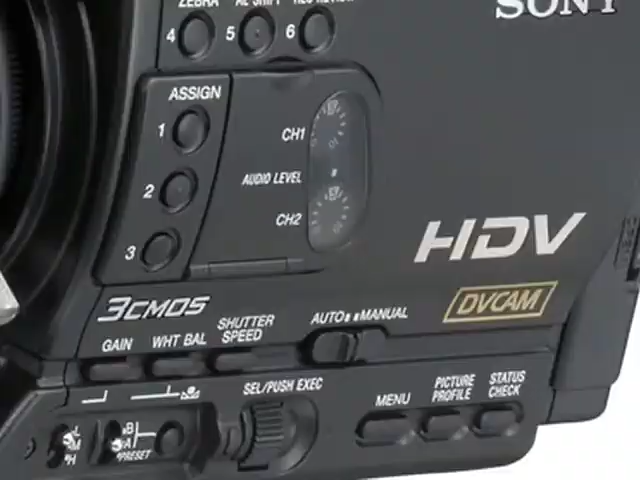 ZEBRA
SONY
4
5
6
ASSIGN
1
CH1
AUDIO LEVEL
2
CH2
3
HDV
DVCAM
3CMOS
AUTO MANUAL
SHUTTER
SPEED
GAIN
WHT BAL
SEL/PUSH EXEC
MENU
PICTURE
PROFILE
STATUS
CHECK
L
M
H
B
A
PRESET